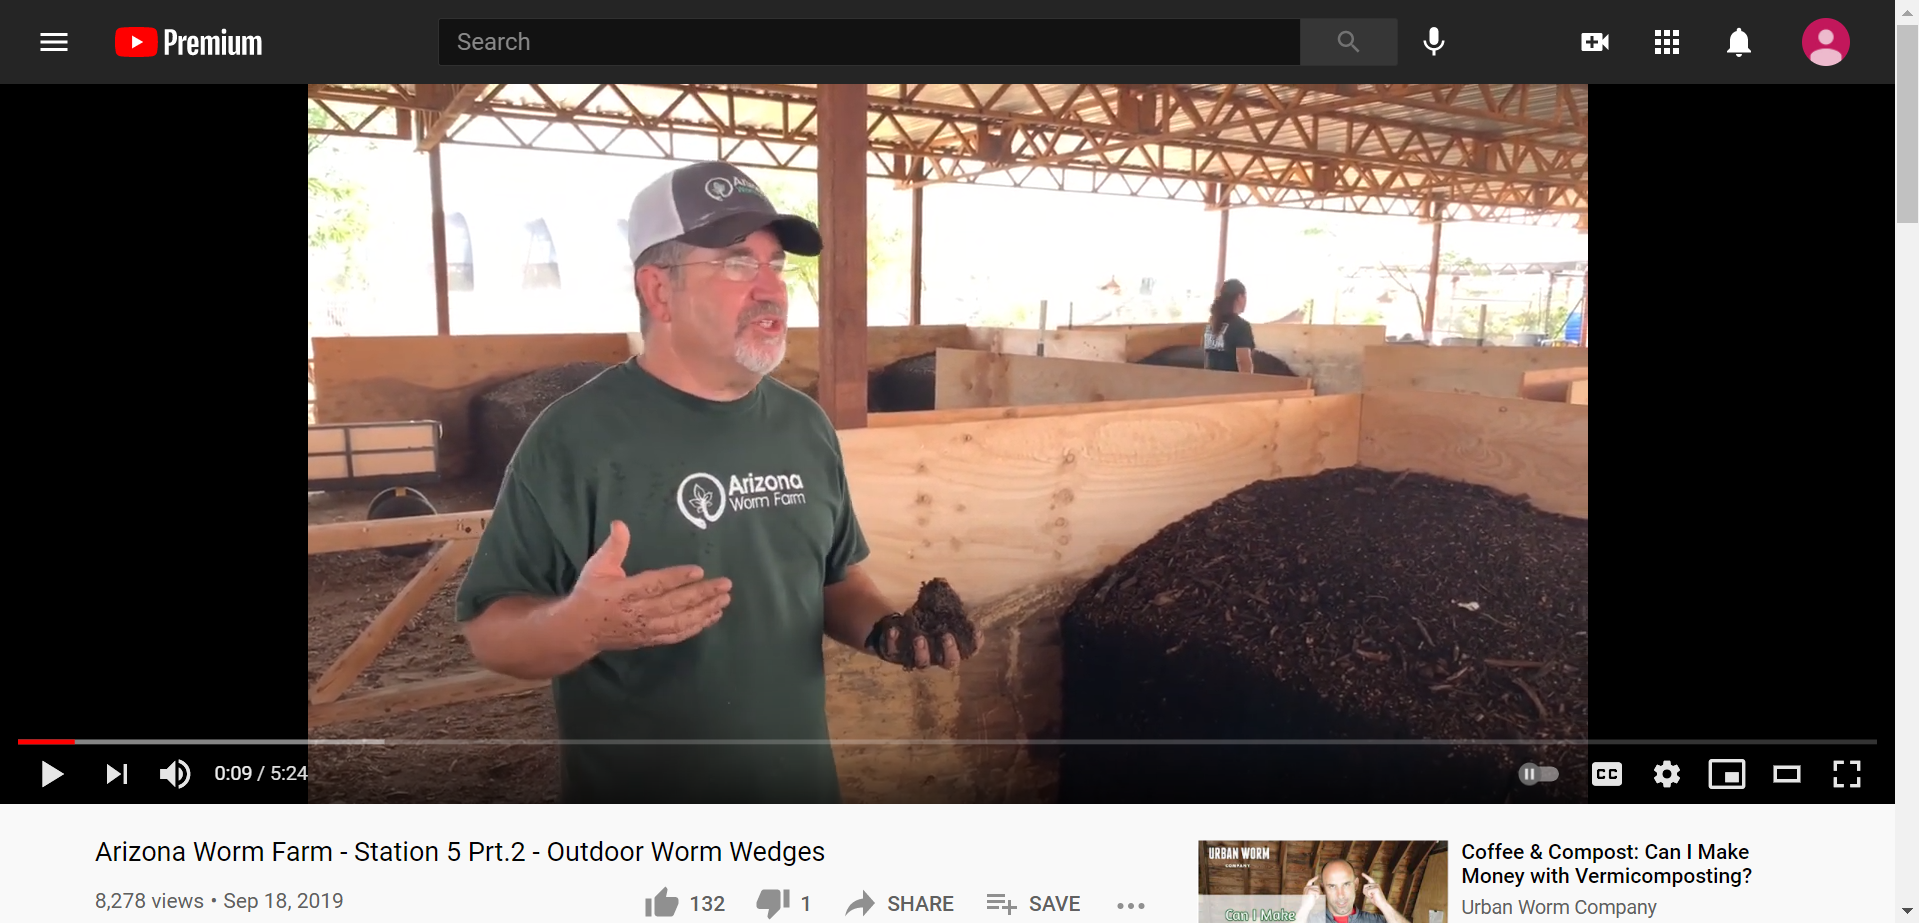 Premium
Search
Arizona
Worm Farm
0:09 / 5:24
CC
Arizona Worm Farm - Station 5 Prt.2 - Outdoor Worm Wedges
8,278 views • Sep 18, 2019
132
1
SHARE
SAVE
URBAN WORM
COMPANY
Can I Make
Coffee & Compost: Can I Make
Money with Vermicomposting?
Urban Worm Company